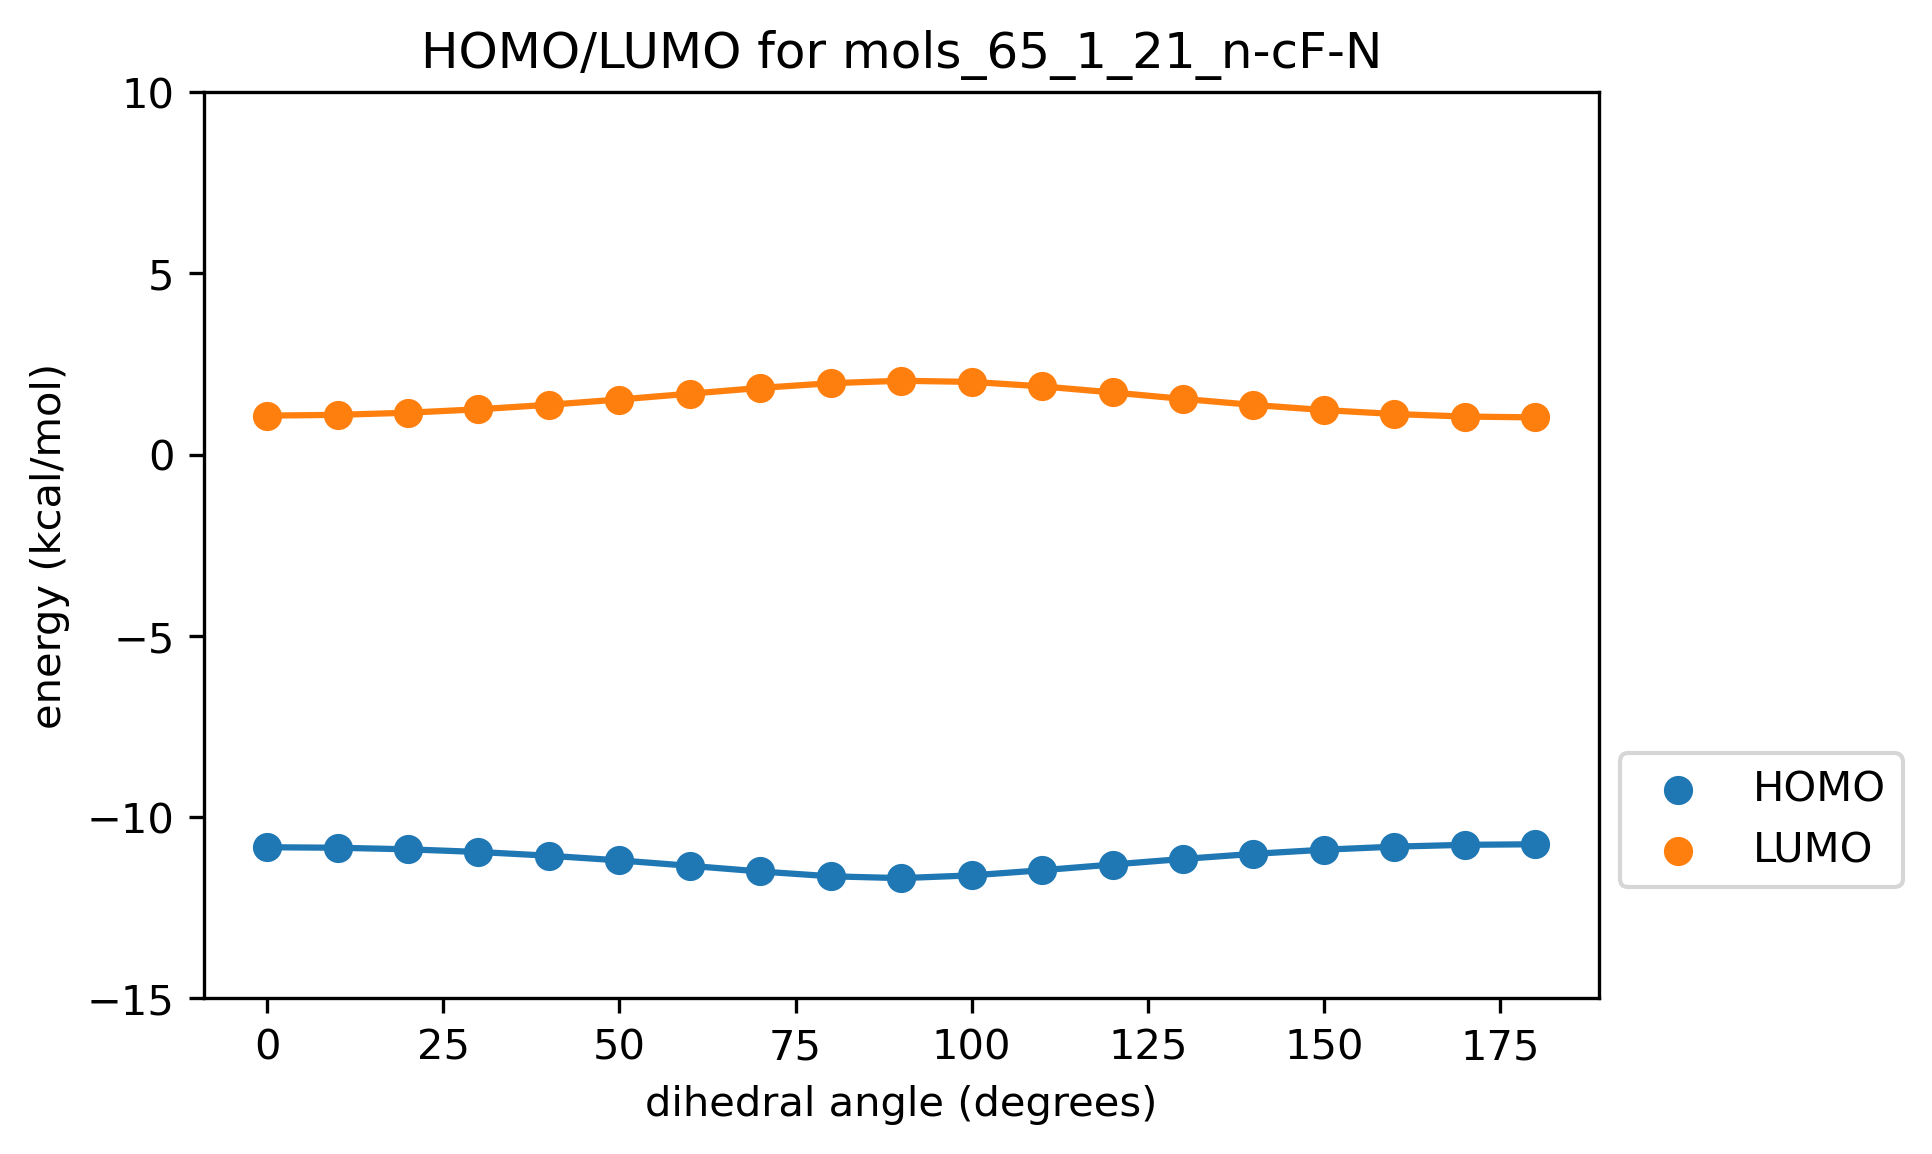 HOMO/LUMO for mols_65_1_21_n-cF-N
10
5
0
−5
−10
−15
energy (kcal/mol)
0 25 50 75 100 125 150 175
dihedral angle (degrees)
HOMO
LUMO